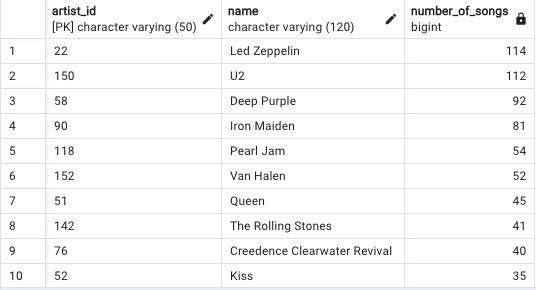 artist_id name number_of_songs
[PK] character varying (50) character varying (120) bigint
1 22 Led Zeppelin 114
2 150 U2 112
3 58 Deep Purple 92
4 90 Iron Maiden 81
5 118 Pearl Jam 54
6 152 Van Halen 52
7 51 Queen 45
8 142 The Rolling Stones 41
9 76 Creedence Clearwater Revival 40
10 52 Kiss 35